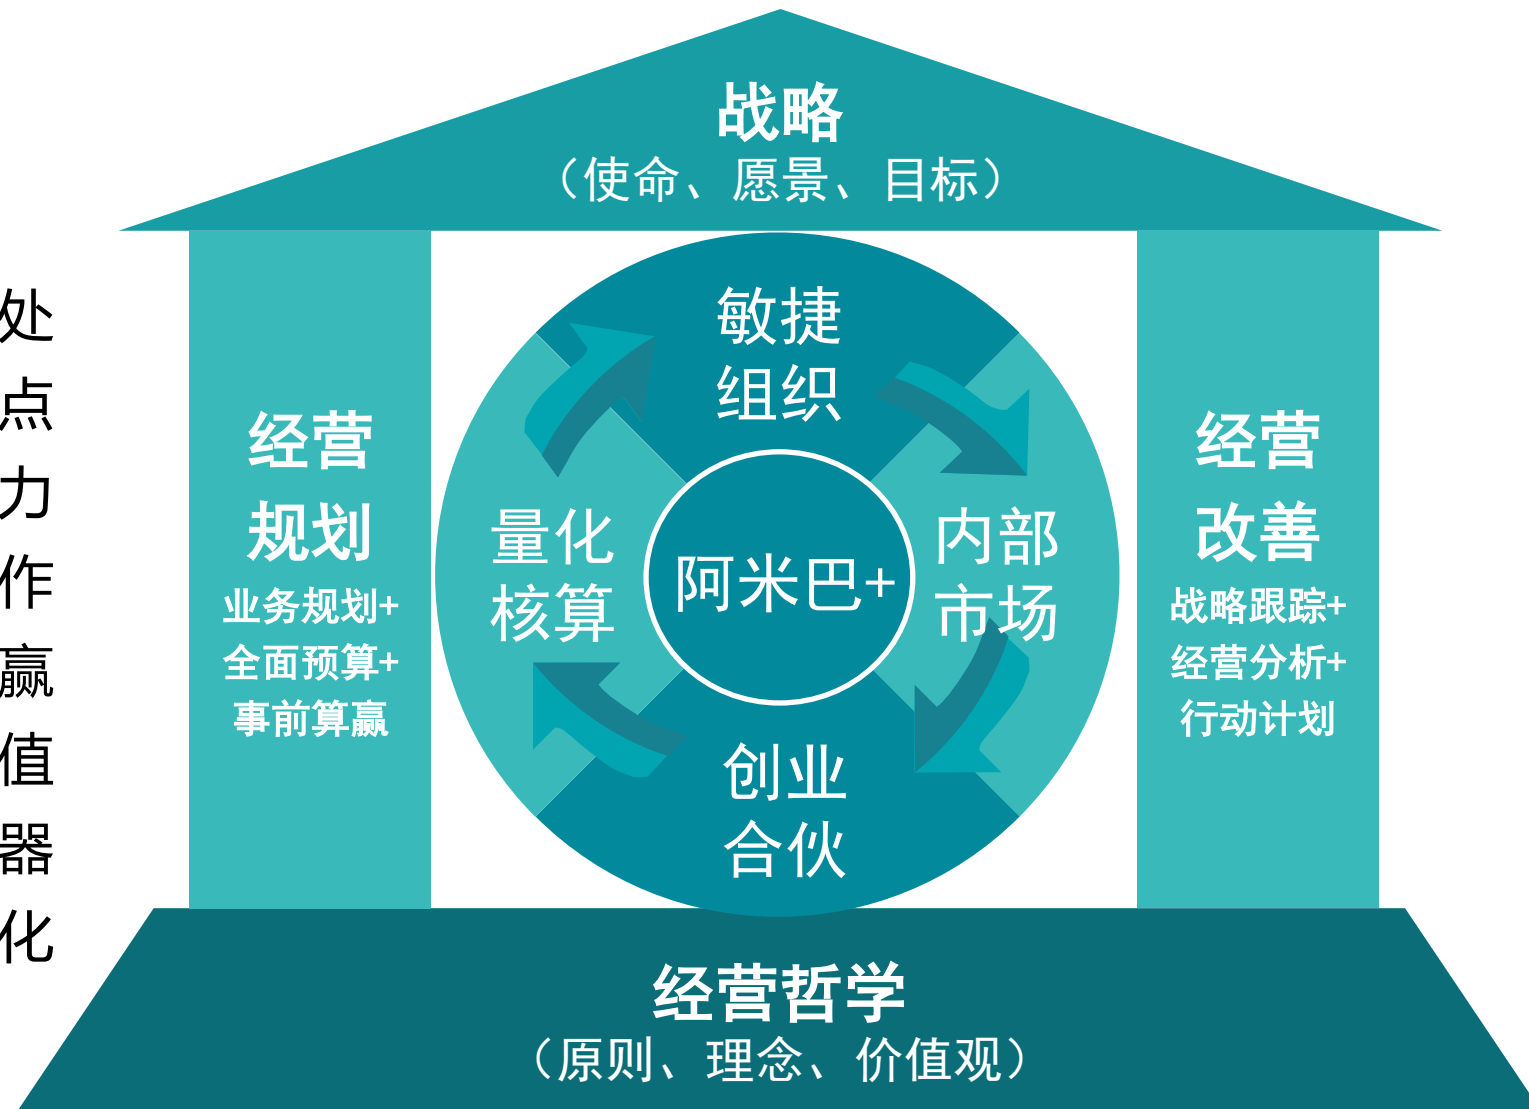 战略
（使命、愿景、目标）
处
点
力
作
赢
值
器
化
经营
规划
业务规划+
全面预算+
事前算赢
敏捷
组织
量化
核算
阿米巴+
内部
市场
创业
合伙
经营
改善
战略跟踪+
经营分析+
行动计划
经营哲学
（原则、理念、价值观）